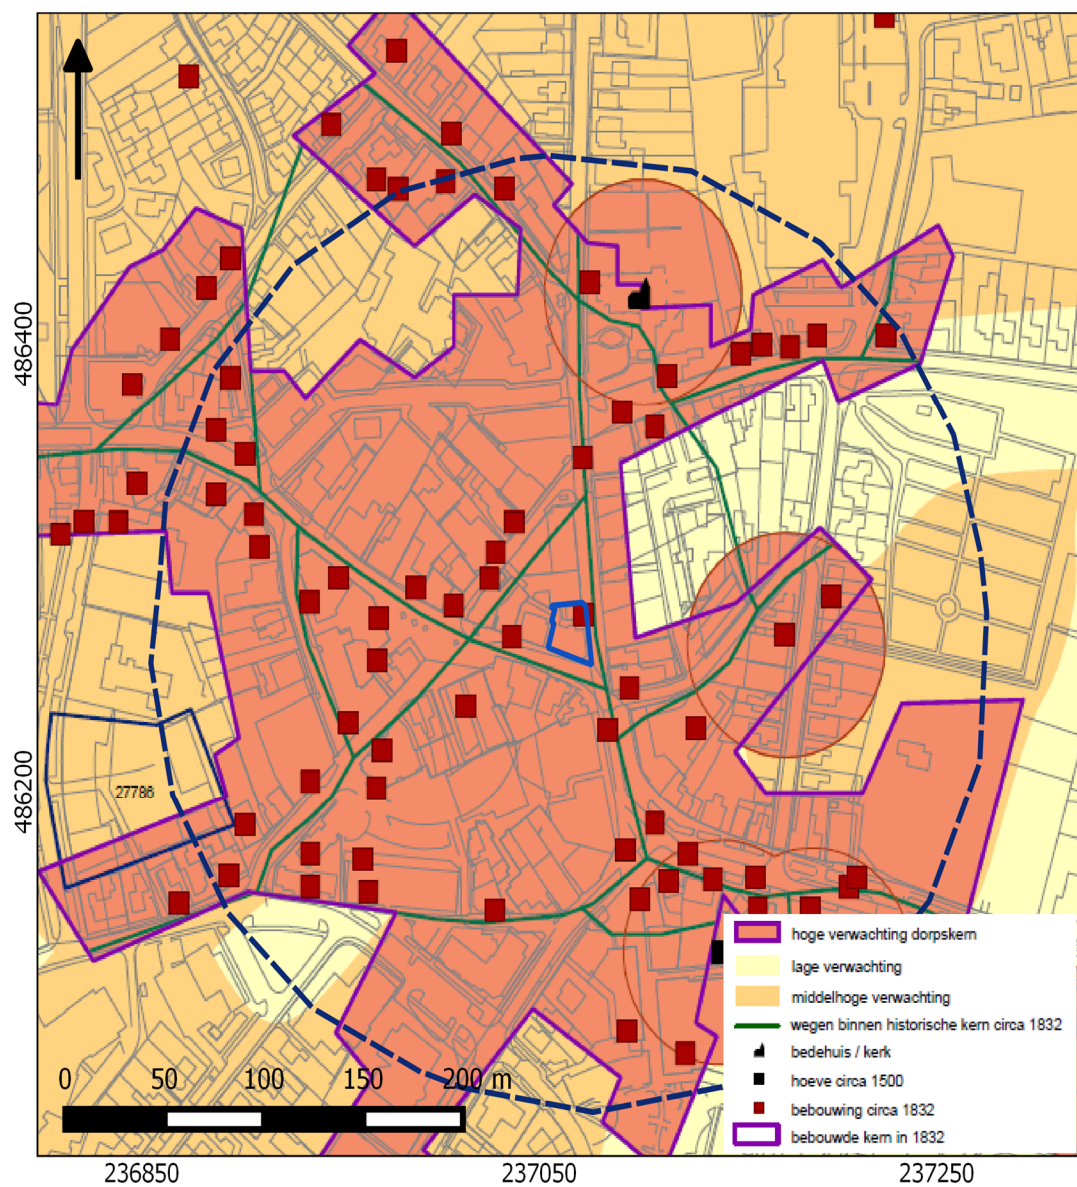 486400
486200
27786
hoge verwachting dorpskern
lage verwachting
middelhoge verwachting
wegen binnen historische kern circa 1832
bedehuis / kerk
hoeve circa 1500
bebouwing circa 1832
bebouwde kern in 1832
0 50 100 150 200 m
236850 237050 237250